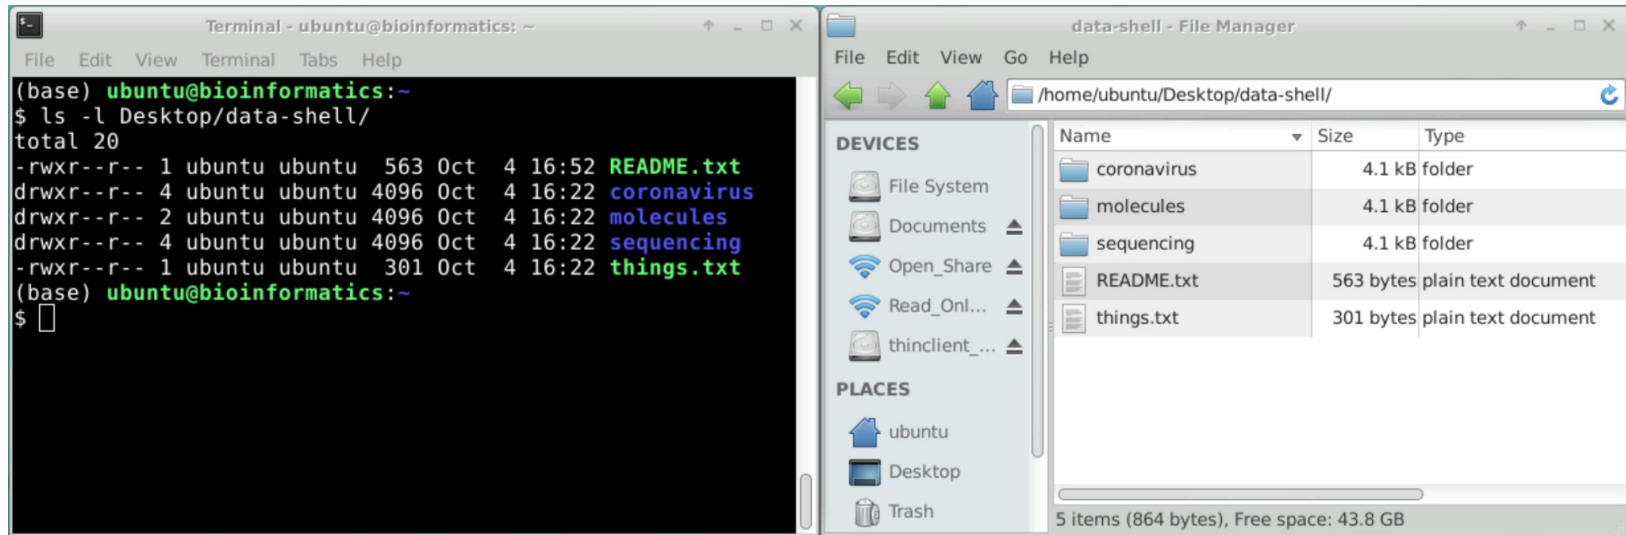 Terminal - ubuntu@bioinformatics: ~
File Edit View Terminal Tabs Help
(base) ubuntu@bioinformatics:~
$ ls -l Desktop/data-shell/
total 20
-rwxr--r-- 1 ubuntu ubuntu  563 Oct  4 16:52 README.txt
drwxr--r-- 4 ubuntu ubuntu 4096 Oct  4 16:22 coronavirus
drwxr--r-- 2 ubuntu ubuntu 4096 Oct  4 16:22 molecules
drwxr--r-- 4 ubuntu ubuntu 4096 Oct  4 16:22 sequencing
-rwxr--r-- 1 ubuntu ubuntu  301 Oct  4 16:22 things.txt
(base) ubuntu@bioinformatics:~
$
data-shell - File Manager
File Edit View Go Help
/home/ubuntu/Desktop/data-shell/
DEVICES
File System
Documents
Open_Share
Read_Onl...
thinclient_...
PLACES
ubuntu
Desktop
Trash
Name Size Type
coronavirus 4.1 kB folder
molecules 4.1 kB folder
sequencing 4.1 kB folder
README.txt 563 bytes plain text document
things.txt 301 bytes plain text document
5 items (864 bytes), Free space: 43.8 GB